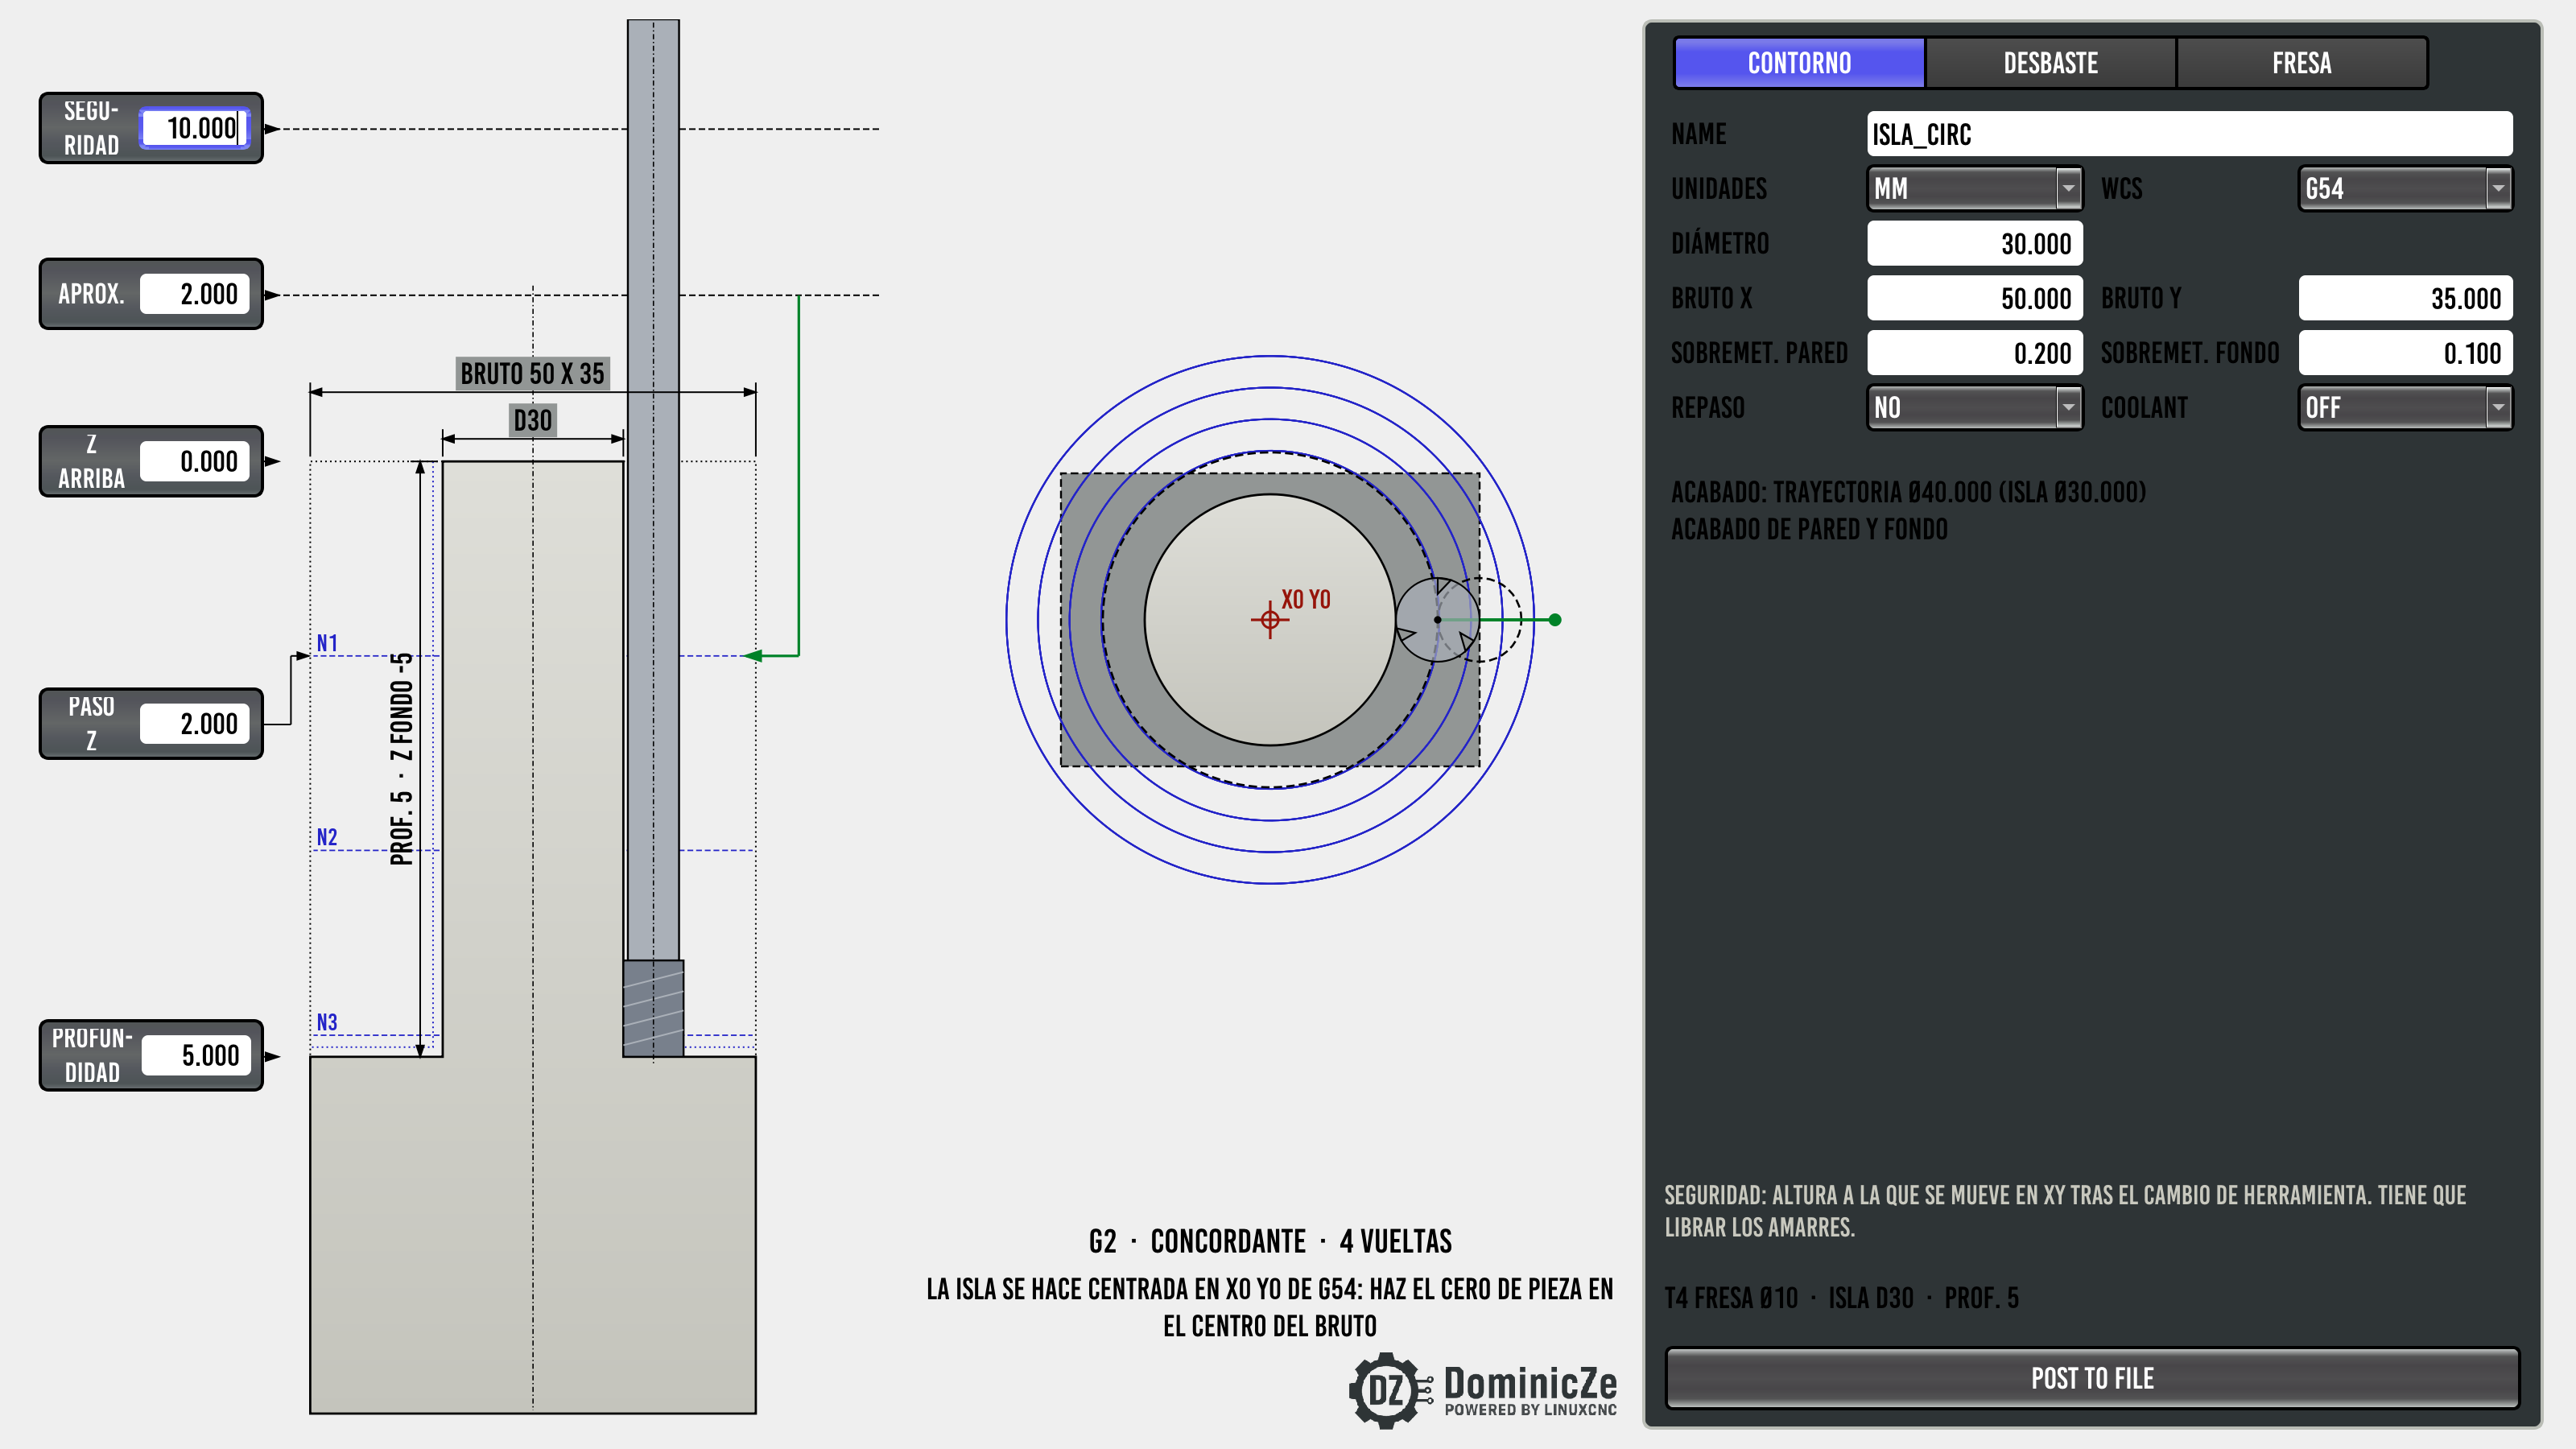 SEGU-
RIDAD
10.000
APROX.
2.000
BRUTO 50 X 35
D30
Z
ARRIBA
0.000
N1
PASO
Z
2.000
PROF. 5 · Z FONDO -5
N2
N3
PROFUN-
DIDAD
5.000
X0 Y0
G2 · CONCORDANTE · 4 VUELTAS
LA ISLA SE HACE CENTRADA EN X0 Y0 DE G54: HAZ EL CERO DE PIEZA EN
EL CENTRO DEL BRUTO
DZ
DominicZe
POWERED BY LINUXCNC
CONTORNO DESBASTE FRESA
NAME ISLA_CIRC
UNIDADES MM WCS G54
DIÁMETRO 30.000
BRUTO X 50.000 BRUTO Y 35.000
SOBREMET. PARED 0.200 SOBREMET. FONDO 0.100
REPASO NO COOLANT OFF
ACABADO: TRAYECTORIA Ø40.000 (ISLA Ø30.000)
ACABADO DE PARED Y FONDO
SEGURIDAD: ALTURA A LA QUE SE MUEVE EN XY TRAS EL CAMBIO DE HERRAMIENTA. TIENE QUE
LIBRAR LOS AMARRES.
T4 FRESA Ø10 · ISLA D30 · PROF. 5
POST TO FILE